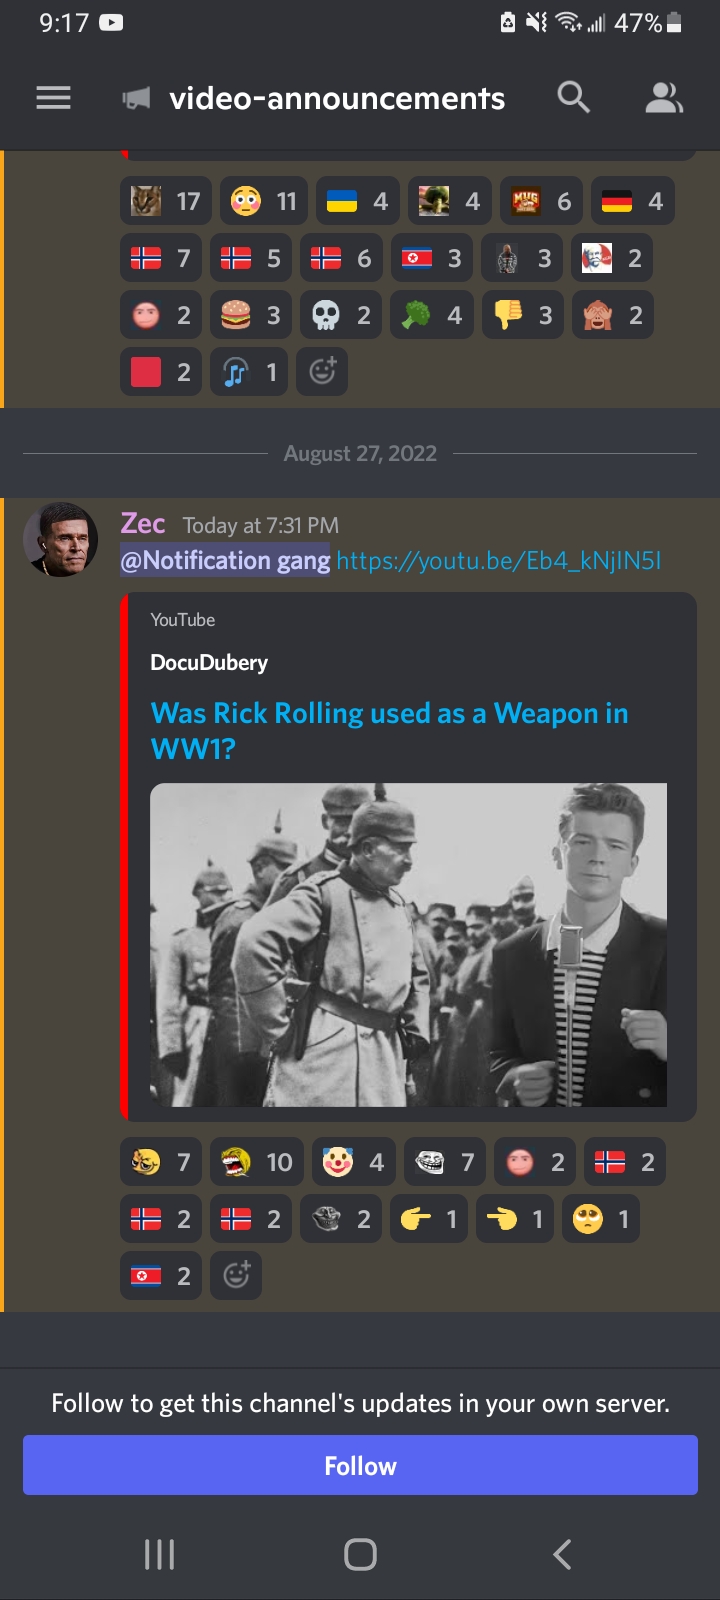 9:17 47%
video-announcements
17 11 4 4 MUG 6 4
7 5 6 3 3 2
2 3 2 4 3 2
2 1
August 27, 2022
Zec Today at 7:31 PM
@Notification gang https://youtu.be/Eb4_kNjIN5I
YouTube
DocuDubery
Was Rick Rolling used as a Weapon in
WW1?
7 10 4 7 2 2
2 2 2 1 1 1
2
Follow to get this channel's updates in your own server.
Follow